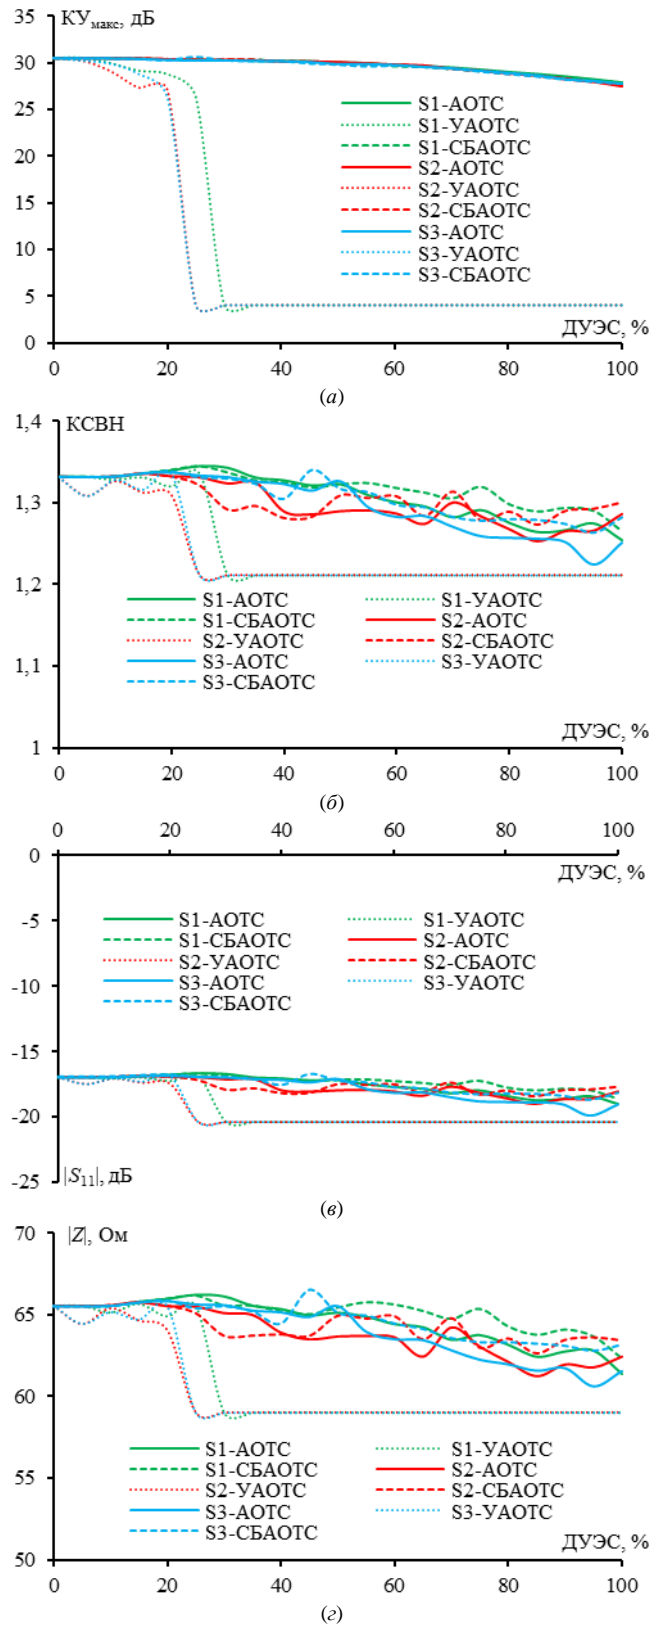 КУмакс, дБ
35
30
25
20
15
10
5
0
S1-АОТС
S1-УАОТС
S1-СБАОТС
S2-АОТС
S2-УАОТС
S2-СБАОТС
S3-АОТС
S3-УАОТС
S3-СБАОТС
ДУЭС, %
0 20 40 60 80 100
(а)
КСВН
1,4
1,3
1,2
1,1
1
S1-АОТС S1-УАОТС
S1-СБАОТС S2-АОТС
S2-УАОТС S2-СБАОТС
S3-АОТС S3-УАОТС
S3-СБАОТС
ДУЭС, %
0 20 40 60 80 100
(б)
0 20 40 60 80 100
0
ДУЭС, %
-5
-10
-15
-20
-25
S1-АОТС S1-УАОТС
S1-СБАОТС S2-АОТС
S2-УАОТС S2-СБАОТС
S3-АОТС S3-УАОТС
S3-СБАОТС
|S11|, дБ
(в)
|Z|, Ом
70
65
60
55
50
S1-АОТС S1-УАОТС
S1-СБАОТС S2-АОТС
S2-УАОТС S2-СБАОТС
S3-АОТС S3-УАОТС
S3-СБАОТС
ДУЭС, %
0 20 40 60 80 100
(г)